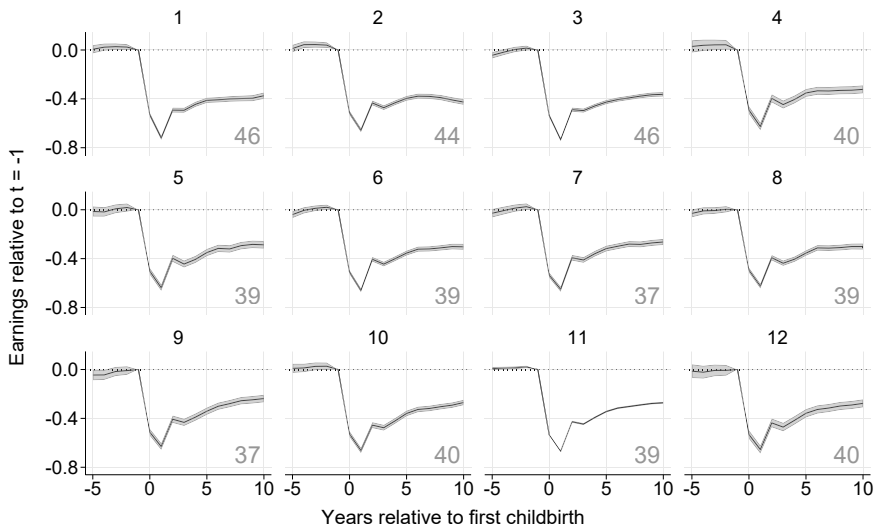 1 2 3 4
0.0
-0.4
-0.8
46 44 46 40
5 6 7 8
0.0
-0.4
-0.8
39 39 37 39
9 10 11 12
0.0
-0.4
-0.8
37 40 39 40
-5 0 5 10 -5 0 5 10 -5 0 5 10 -5 0 5 10
Years relative to first childbirth
Earnings relative to t = -1